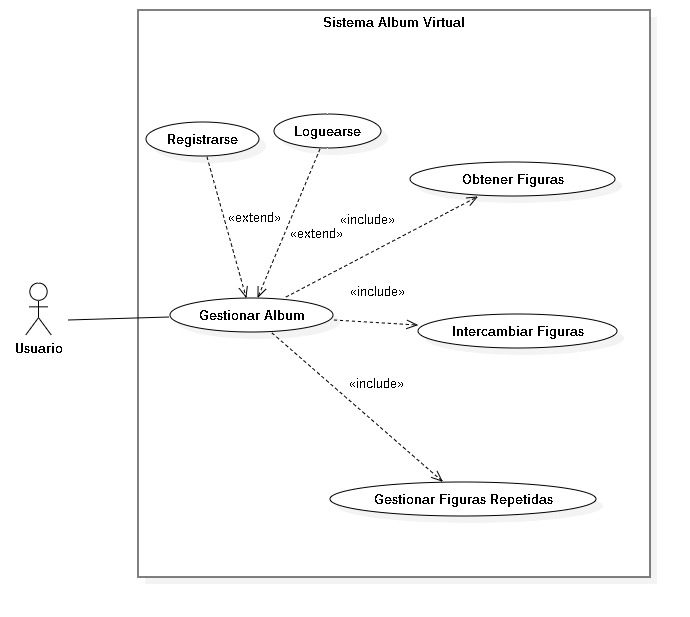 Sistema Album Virtual
Registrarse
Loguearse
Obtener Figuras
«extend»
«include»
«extend»
«include»
Gestionar Album
Intercambiar Figuras
Usuario
«include»
Gestionar Figuras Repetidas